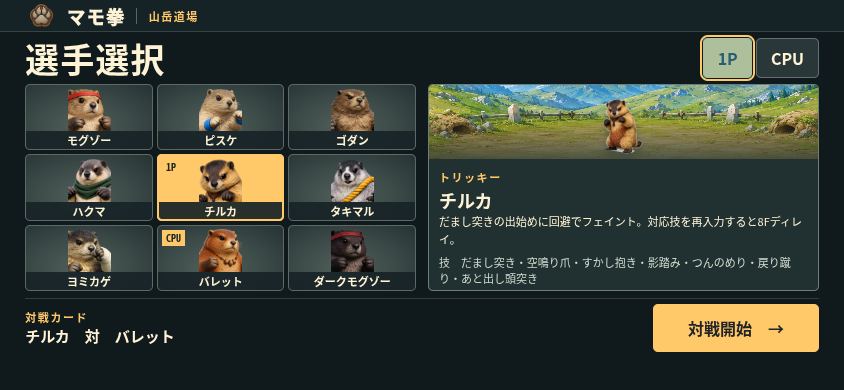 マモ拳
山岳道場
選手選択
1P
CPU
モグゾー
ピスケ
ゴダン
ハクマ
1P
チルカ
タキマル
ヨミカゲ
CPU
バレット
ダークモグゾー
トリッキー
チルカ
だまし突きの出始めに回避でフェイント。対応技を再入力すると8Fディレ
イ。
技　だまし突き・空鳴り爪・すかし抱き・影踏み・つんのめり・戻り蹴
り・あと出し頭突き
対戦カード
チルカ　対　バレット
対戦開始　→